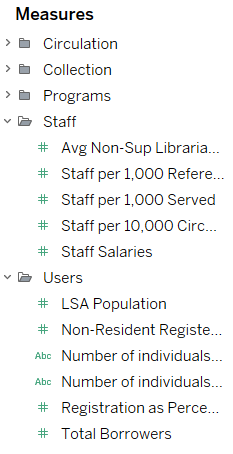 Measures
Circulation
Collection
Programs
Staff
# Avg Non-Sup Libraria...
# Staff per 1,000 Refere...
# Staff per 1,000 Served
# Staff per 10,000 Circ...
# Staff Salaries
Users
# LSA Population
# Non-Resident Registe...
Abc Number of individuals...
Abc Number of individuals...
# Registration as Perce...
# Total Borrowers